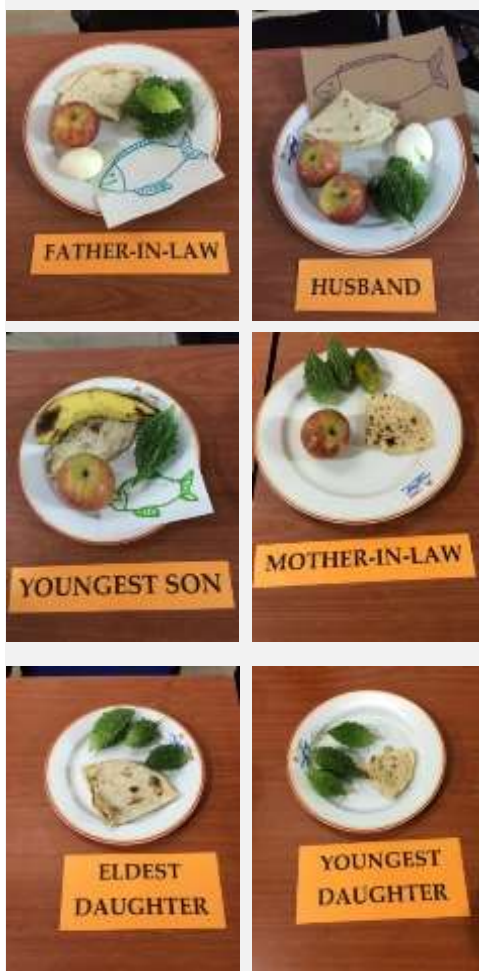 FATHER-IN-LAW
HUSBAND
YOUNGEST SON
MOTHER-IN-LAW
ELDEST
DAUGHTER
YOUNGEST
DAUGHTER